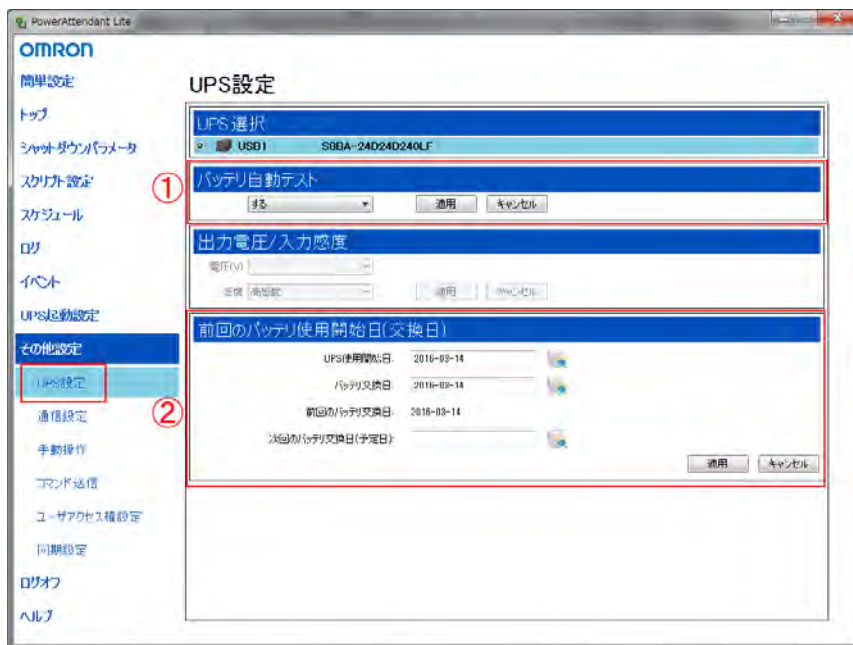 PowerAttendant Lite
OMRON
簡単設定
トップ
シャットダウンパラメータ
スクリプト設定
スケジュール
ログ
イベント
UPS起動設定
その他設定
UPS設定
通信設定
手動操作
コマンド送信
ユーザアクセス権設定
同期設定
ログオフ
ヘルプ
UPS設定
UPS選択
USB1 S8BA-24D24D240LF
①
バッテリ自動テスト
する 適用 キャンセル
出力電圧/入力感度
電圧(V)
感度 高感度 適用 キャンセル
②
前回のバッテリ使用開始日(交換日)
UPS使用開始日: 2016-03-14
バッテリ交換日: 2016-03-14
前回のバッテリ交換日: 2016-03-14
次回のバッテリ交換日(予定日):
適用 キャンセル